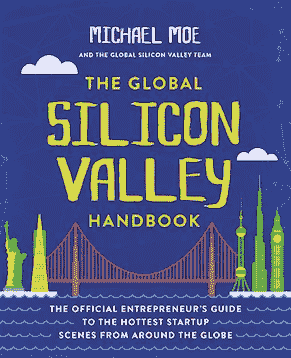 MICHAEL MOE
AND THE GLOBAL SILICON VALLEY TEAM
THE GLOBAL
SILICON
VALLEY
HANDBOOK
THE OFFICIAL ENTREPRENEUR'S GUIDE
TO THE HOTTEST STARTUP
SCENES FROM AROUND THE GLOBE